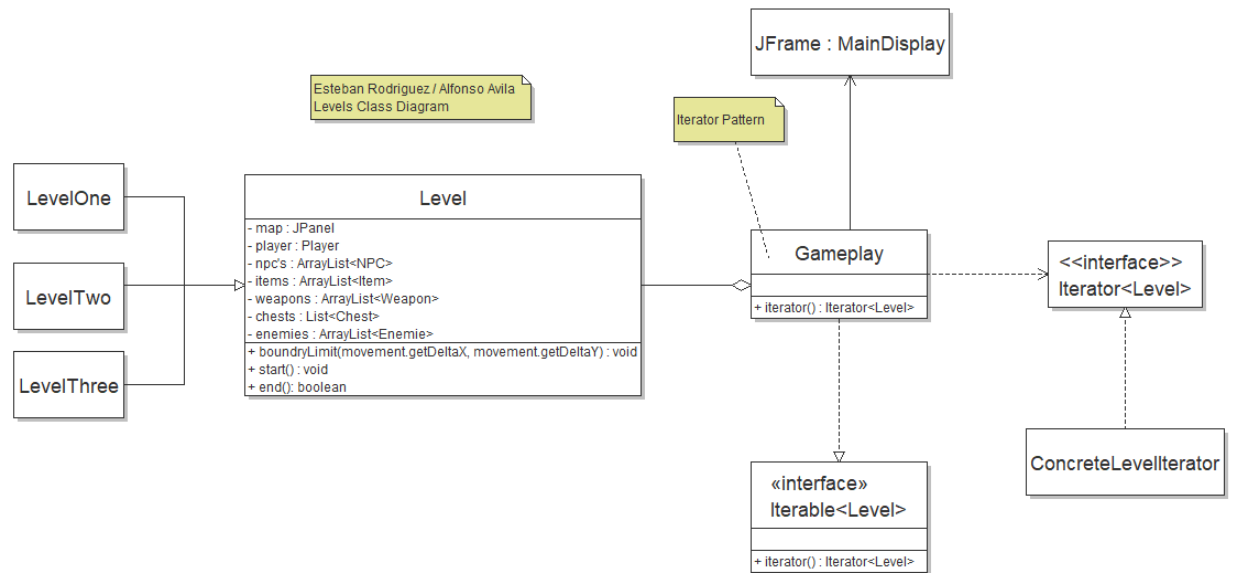 JFrame : MainDisplay
Esteban Rodriguez / Alfonso Avila
Levels Class Diagram
Iterator Pattern
LevelOne
LevelTwo
LevelThree
Level
- map : JPanel
- player : Player
- npc's : ArrayList<NPC>
- items : ArrayList<Item>
- weapons : ArrayList<Weapon>
- chests : List<Chest>
- enemies : ArrayList<Enemie>
+ boundryLimit(movement.getDeltaX, movement.getDeltaY) : void
+ start() : void
+ end(): boolean
Gameplay
+ iterator() : Iterator<Level>
<<interface>>
Iterator<Level>
ConcreteLevelIterator
«interface»
Iterable<Level>
+ iterator() : Iterator<Level>